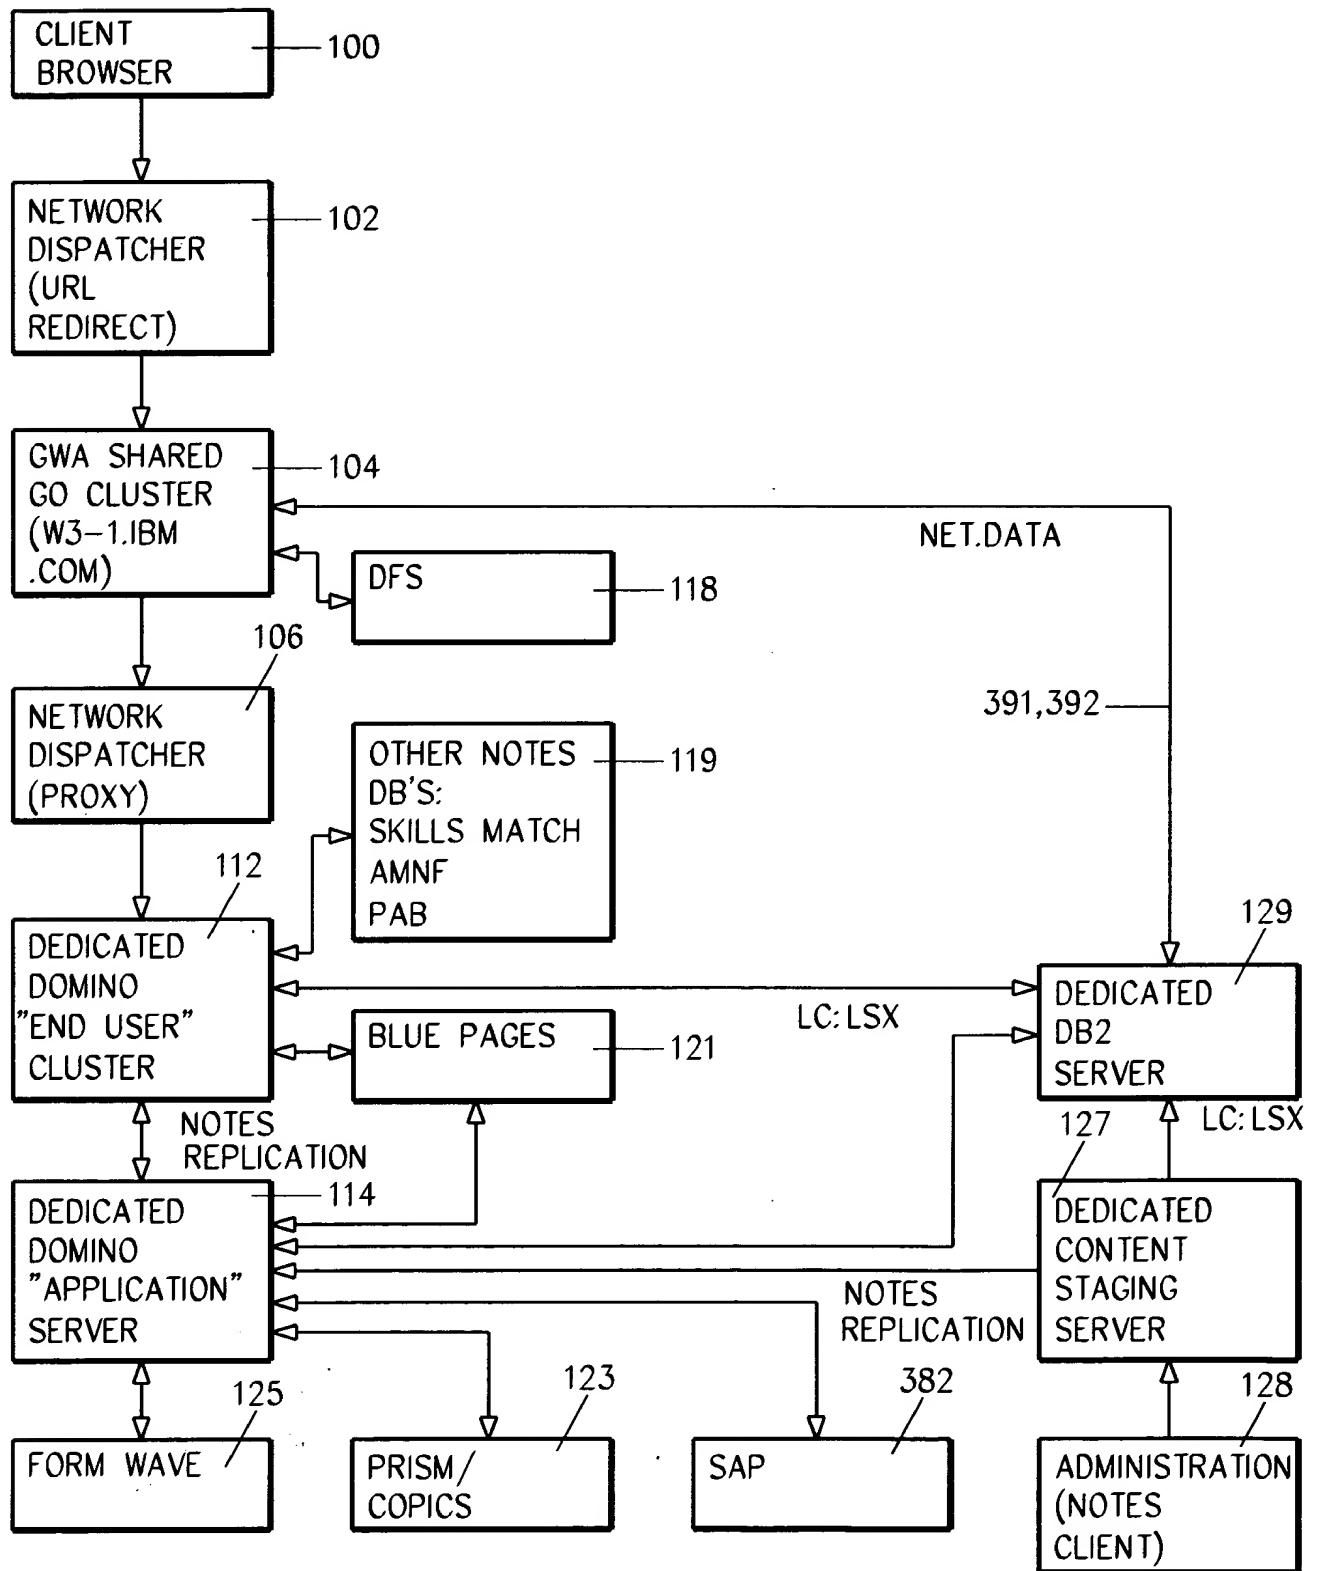 CLIENT
BROWSER
100
NETWORK
DISPATCHER
(URL
REDIRECT)
102
GWA SHARED
GO CLUSTER
(W3-1.IBM
.COM)
104
NET.DATA
DFS
118
106
NETWORK
DISPATCHER
(PROXY)
391,392
OTHER NOTES
DB'S:
SKILLS MATCH
AMNF
PAB
119
112
DEDICATED
DOMINO
"END USER"
CLUSTER
129
DEDICATED
DB2
SERVER
LC:LSX
BLUE PAGES
121
NOTES
REPLICATION
127
LC:LSX
114
DEDICATED
DOMINO
"APPLICATION"
SERVER
DEDICATED
CONTENT
STAGING
SERVER
NOTES
REPLICATION
125
FORM WAVE
123
PRISM/
COPICS
382
SAP
128
ADMINISTRATION
(NOTES
CLIENT)